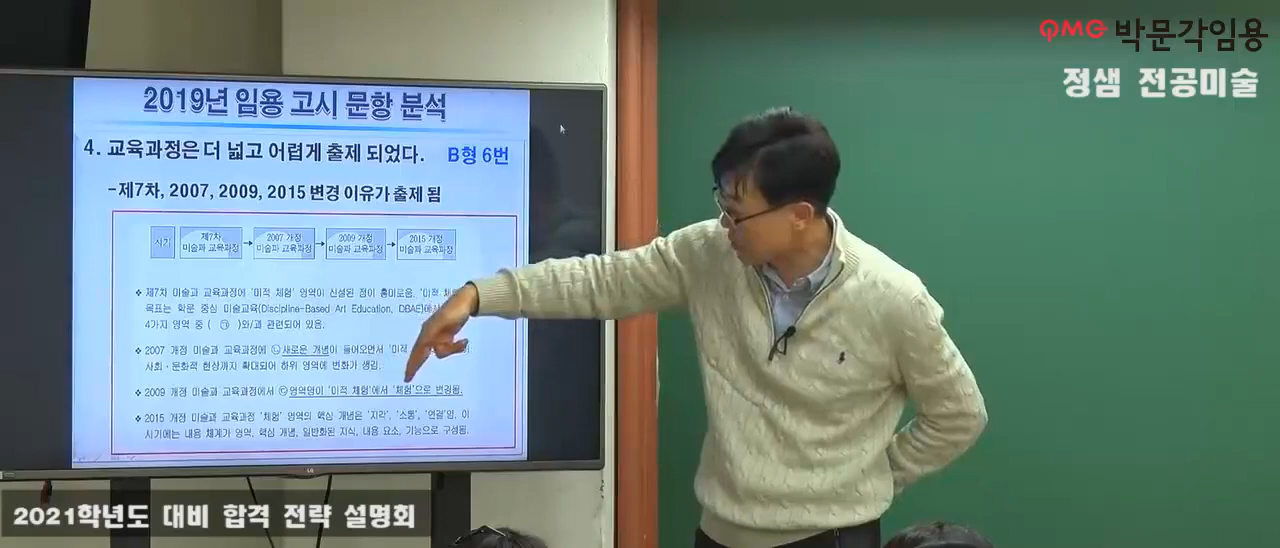 PMG 박문각임용
정샘 전공미술
2019년 임용 고시 문항 분석
4. 교육과정은 더 넓고 어렵게 출제 되었다. B형 6번
-제7차, 2007, 2009, 2015 변경 이유가 출제 됨
시기
제7차 미술과 교육과정
2007 개정 미술과 교육과정
2009 개정 미술과 교육과정
2015 개정 미술과 교육과정
❖ 제7차 미술과 교육과정에 '미적 체험' 영역이 신설된 점이 흥미로움. '미적
목표는 학문 중심 미술교육(Discipline-Based Art Education, DBAE)에
4가지 영역 중 ( ㉠ )와/과 관련되어 있음.
❖ 2007 개정 미술과 교육과정에 ㉡새로운 개념이 들어오면서 '미적
사회·문화적 현상까지 확대되어 하위 영역에 변화가 생김.
❖ 2009 개정 미술과 교육과정에서 ㉢영역명이 '미적 체험'에서 '체험'으로 변경됨.
❖ 2015 개정 미술과 교육과정 '체험' 영역의 핵심 개념은 '지각', '소통', '연결'임. 이
시기에는 내용 체계가 영역, 핵심 개념, 일반화된 지식, 내용 요소, 기능으로 구성됨.
LG
2021학년도 대비 합격 전략 설명회